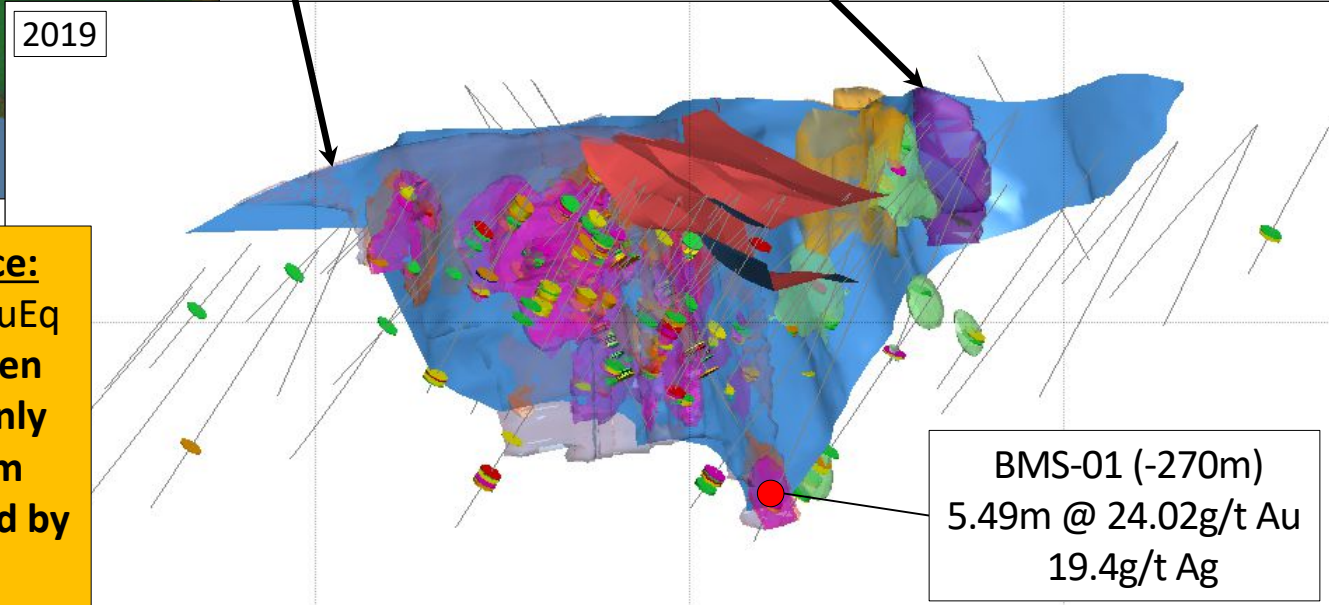 2019
ce:
uEq
en
nly
m
d by
BMS-01 (-270m)
5.49m @ 24.02g/t Au
19.4g/t Ag